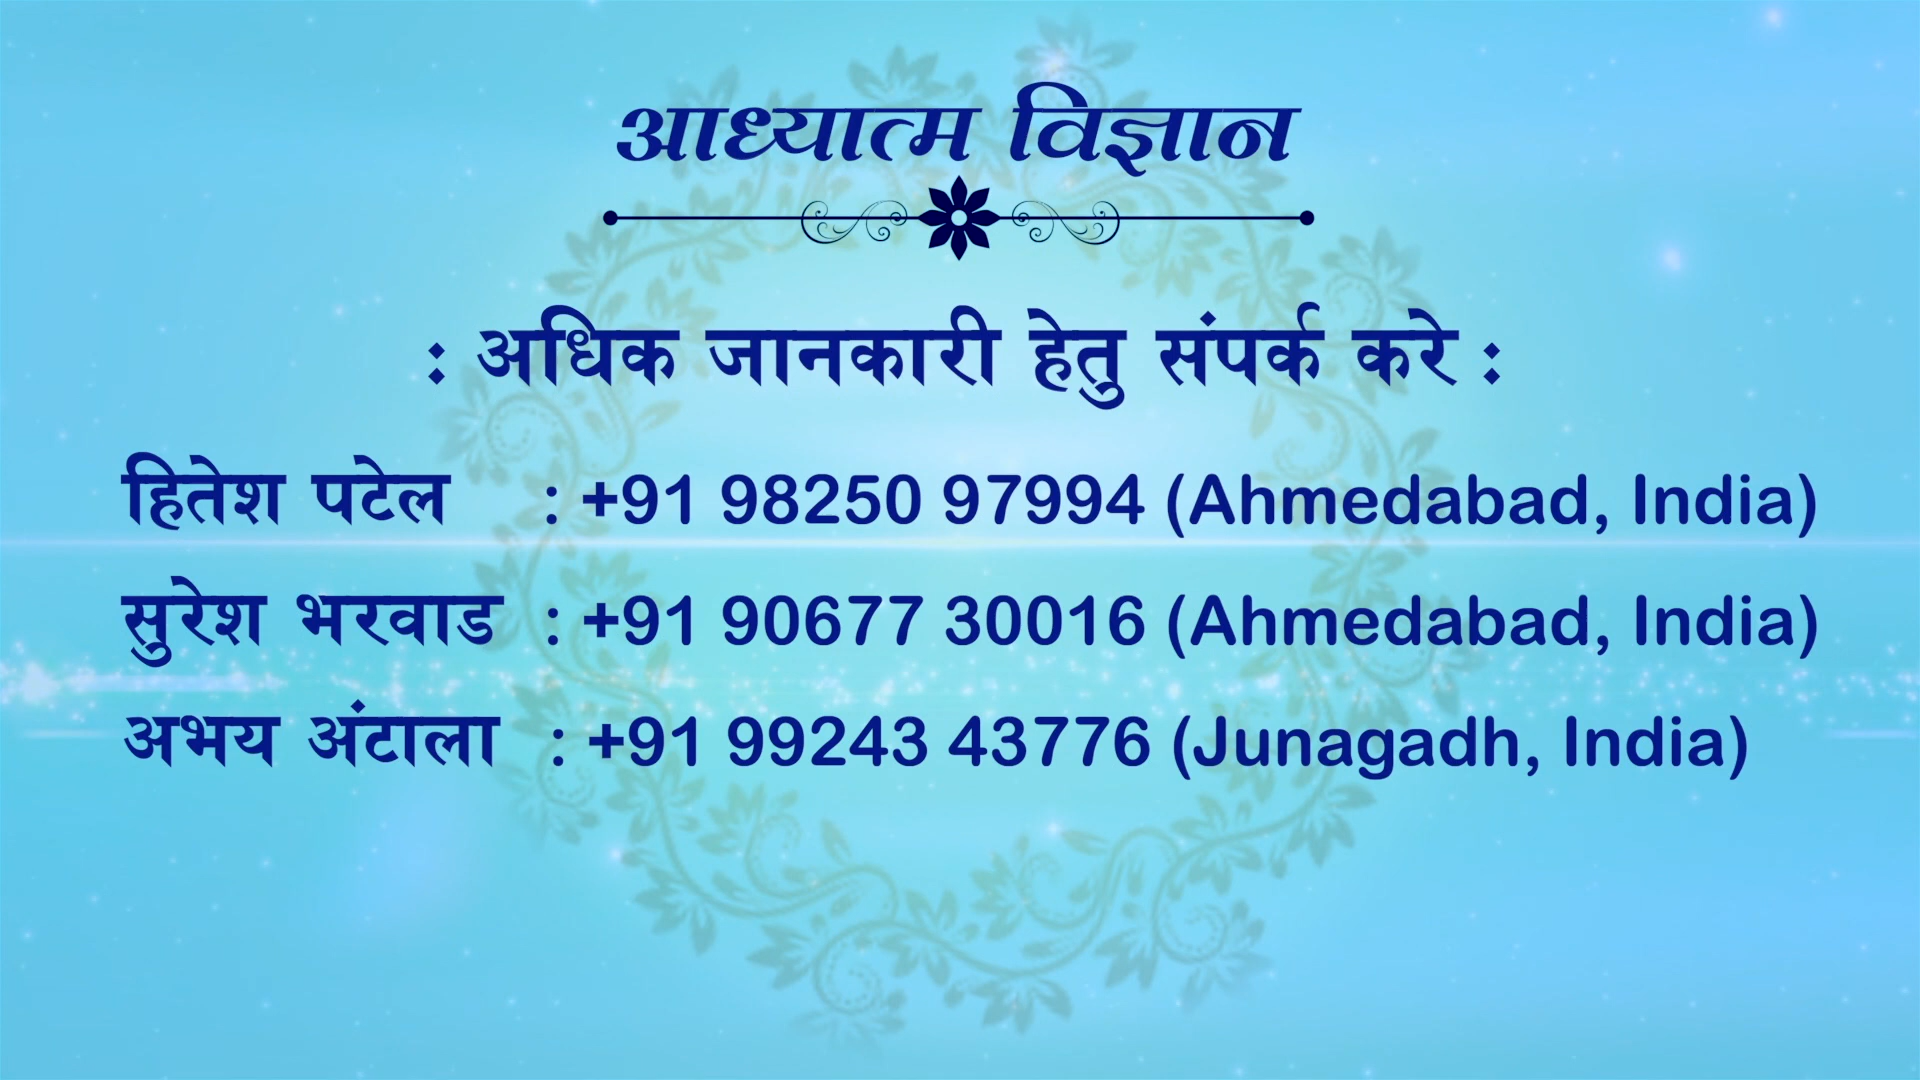 आध्यात्म विज्ञान
: अधिक जानकारी हेतु संपर्क करे :
हितेश पटेल : +91 98250 97994 (Ahmedabad, India)
सुरेश भरवाड : +91 90677 30016 (Ahmedabad, India)
अभय अंटाला : +91 99243 43776 (Junagadh, India)